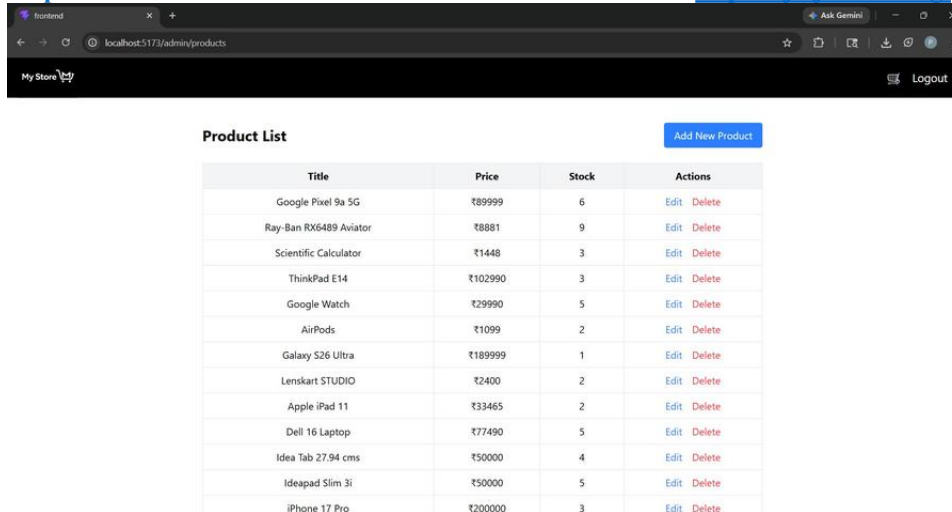 frontend
Ask Gemini
localhost:5173/admin/products
My Store
Logout
Product List
Add New Product
Title Price Stock Actions
Google Pixel 9a 5G ₹89999 6 Edit Delete
Ray-Ban RX6489 Aviator ₹8881 9 Edit Delete
Scientific Calculator ₹1448 3 Edit Delete
ThinkPad E14 ₹102990 3 Edit Delete
Google Watch ₹29990 5 Edit Delete
AirPods ₹1099 2 Edit Delete
Galaxy S26 Ultra ₹189999 1 Edit Delete
Lenskart STUDIO ₹2400 2 Edit Delete
Apple iPad 11 ₹33465 2 Edit Delete
Dell 16 Laptop ₹77490 5 Edit Delete
Idea Tab 27.94 cms ₹50000 4 Edit Delete
Ideapad Slim 3i ₹50000 5 Edit Delete
iPhone 17 Pro ₹200000 3 Edit Delete